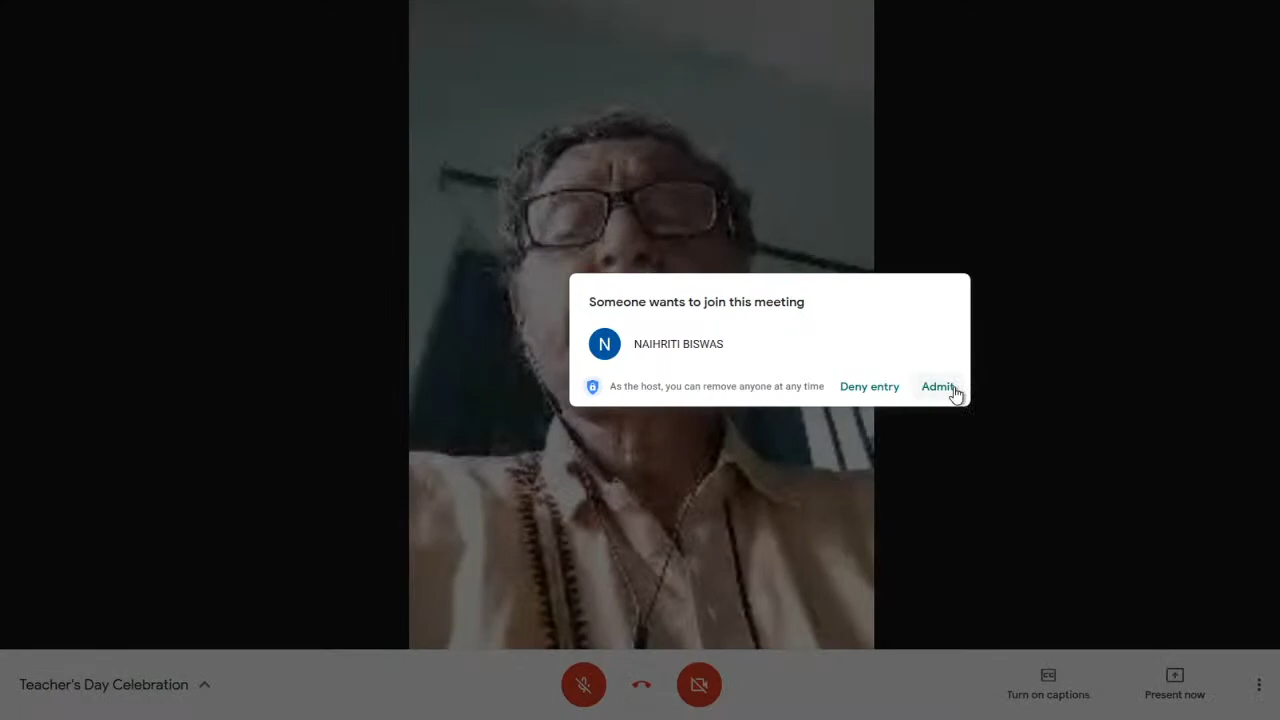 Someone wants to join this meeting
N
NAIHRITI BISWAS
As the host, you can remove anyone at any time
Deny entry
Admit
Teacher's Day Celebration
CC
Turn on captions
Present now